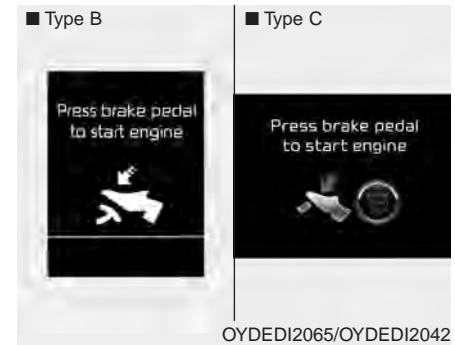 ■ Type B
Press brake pedal
to start engine
■ Type C
Press brake pedal
to start engine
OYDEDI2065/OYDEDI2042